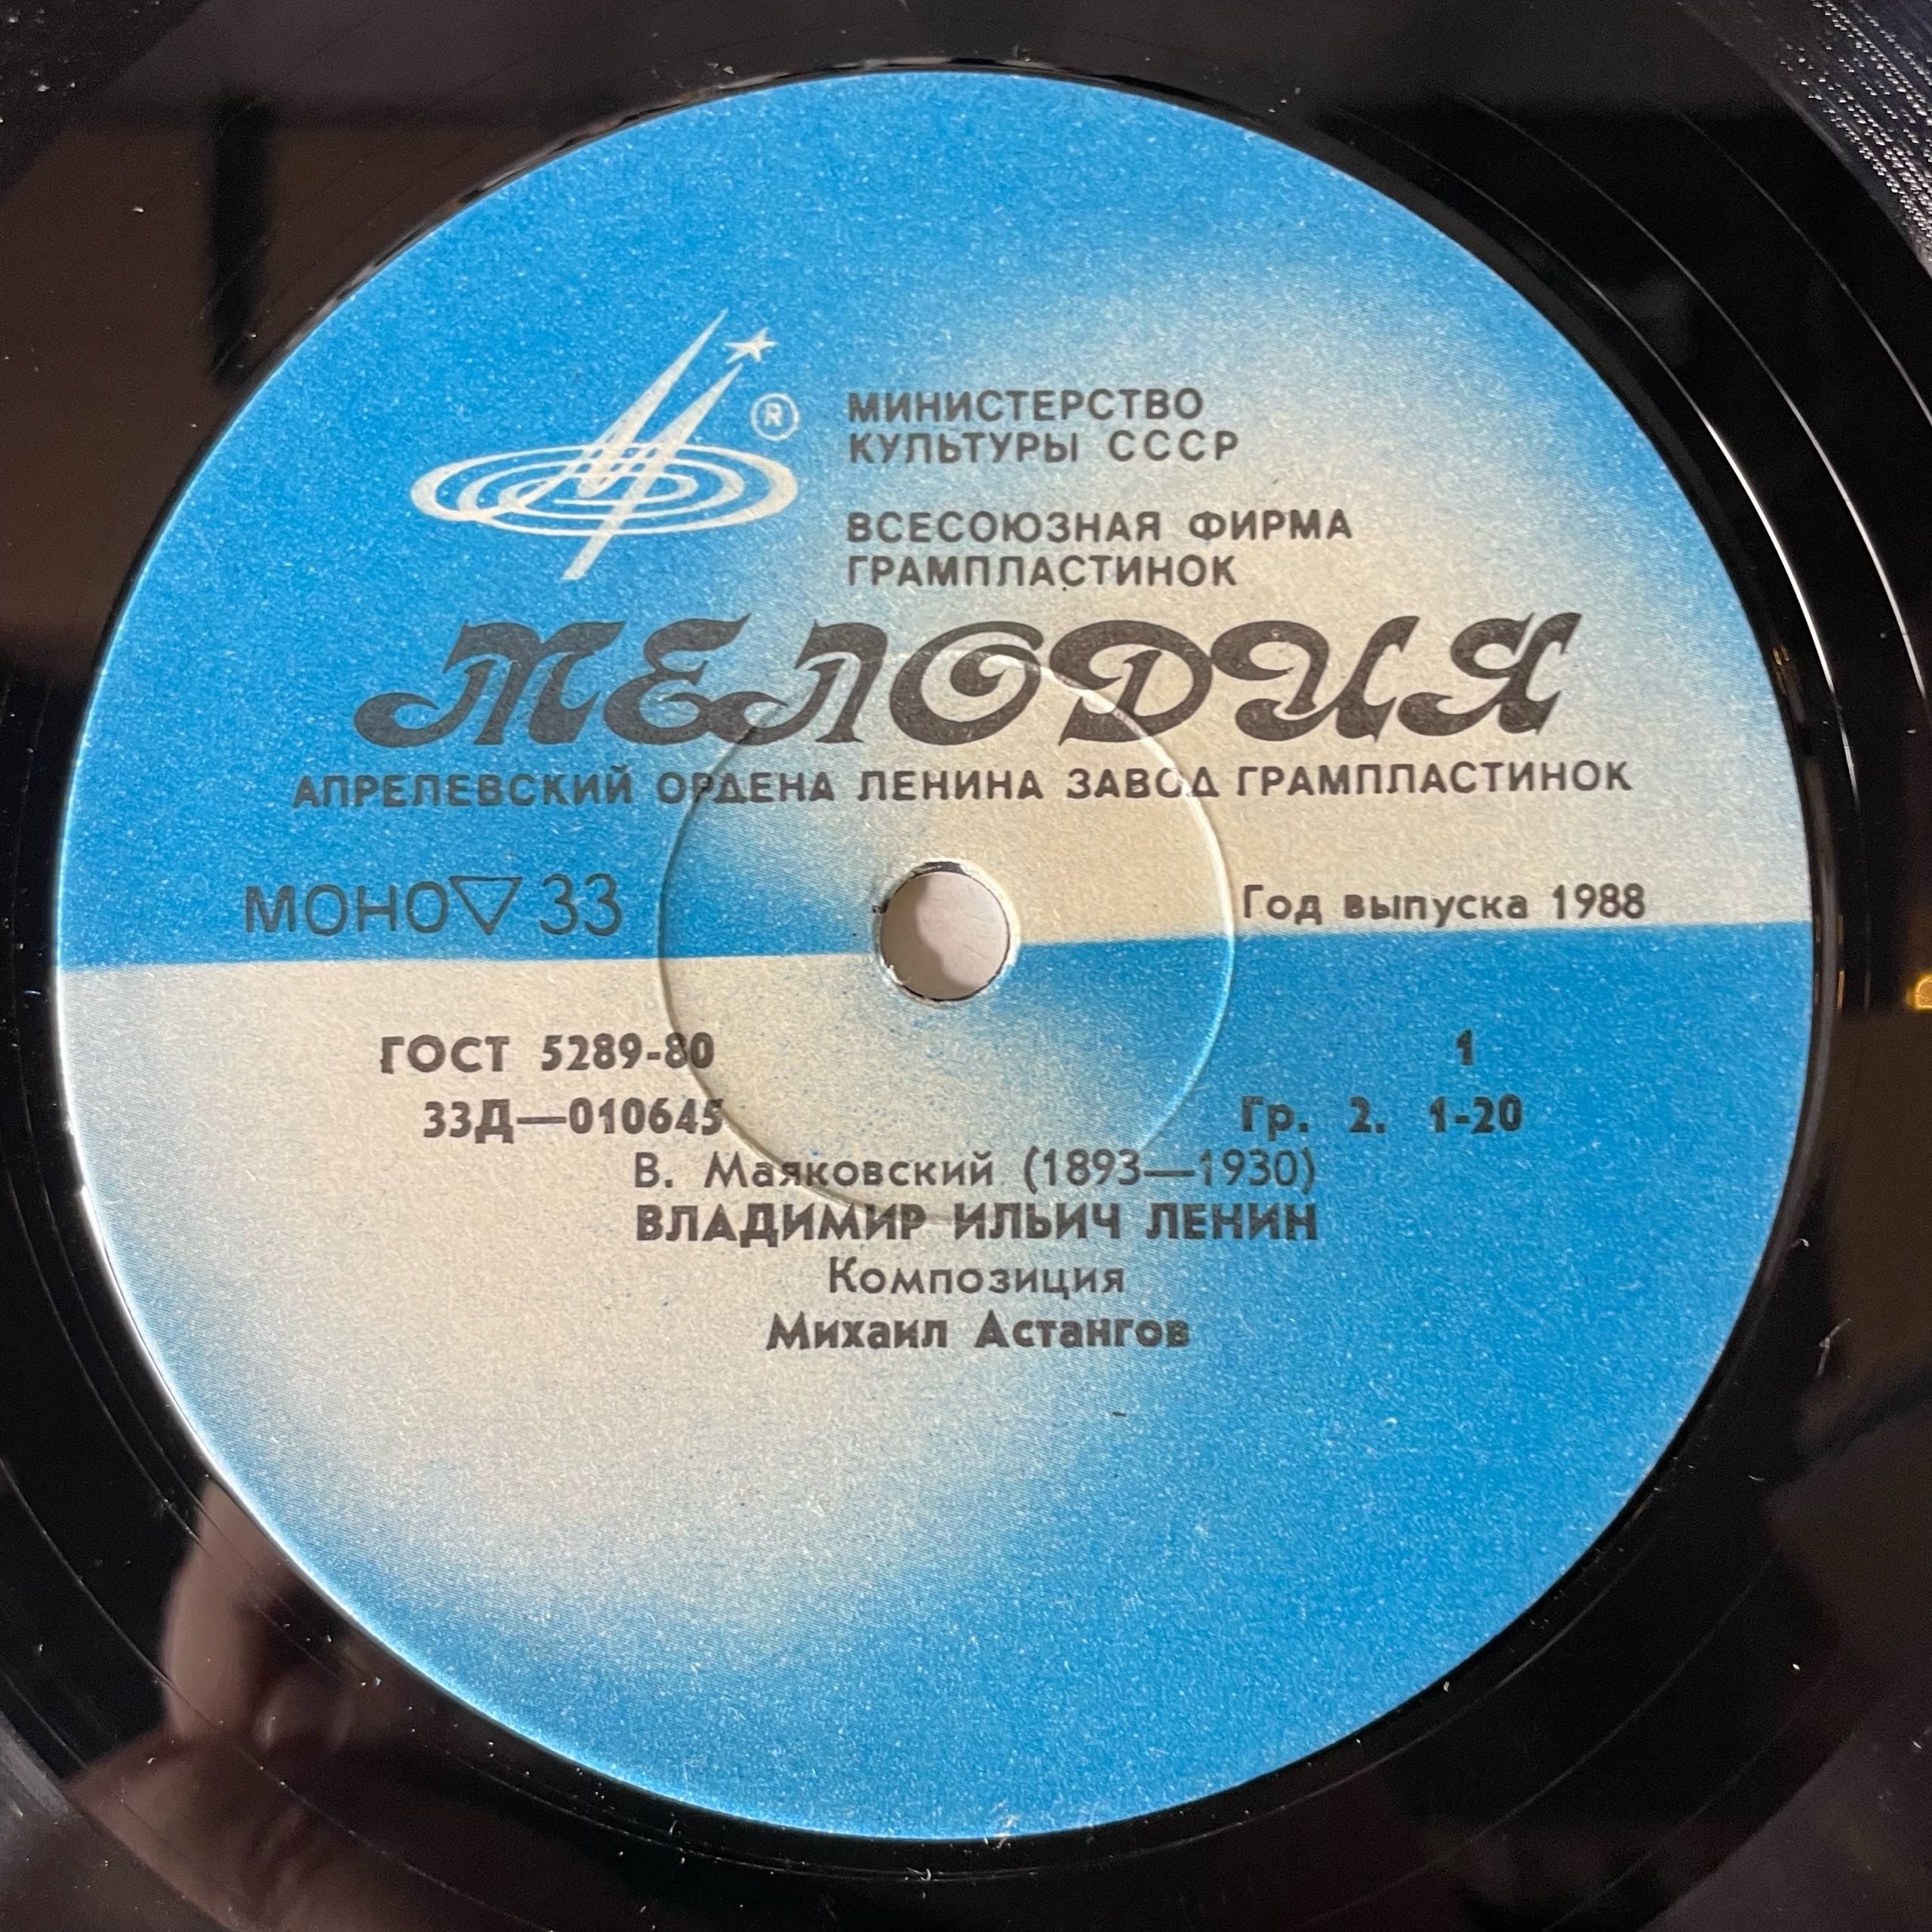 ®
МИНИСТЕРСТВО
КУЛЬТУРЫ СССР
ВСЕСОЮЗНАЯ ФИРМА
ГРАМПЛАСТИНОК
МЕЛОДИЯ
АПРЕЛЕВСКИЙ ОРДЕНА ЛЕНИНА ЗАВОД ГРАМПЛАСТИНОК
МОНО▽33
Год выпуска 1988
ГОСТ 5289-80
1
33Д—010645
Гр. 2. 1-20
В. Маяковский (1893—1930)
ВЛАДИМИР ИЛЬИЧ ЛЕНИН
Композиция
Михаил Астангов